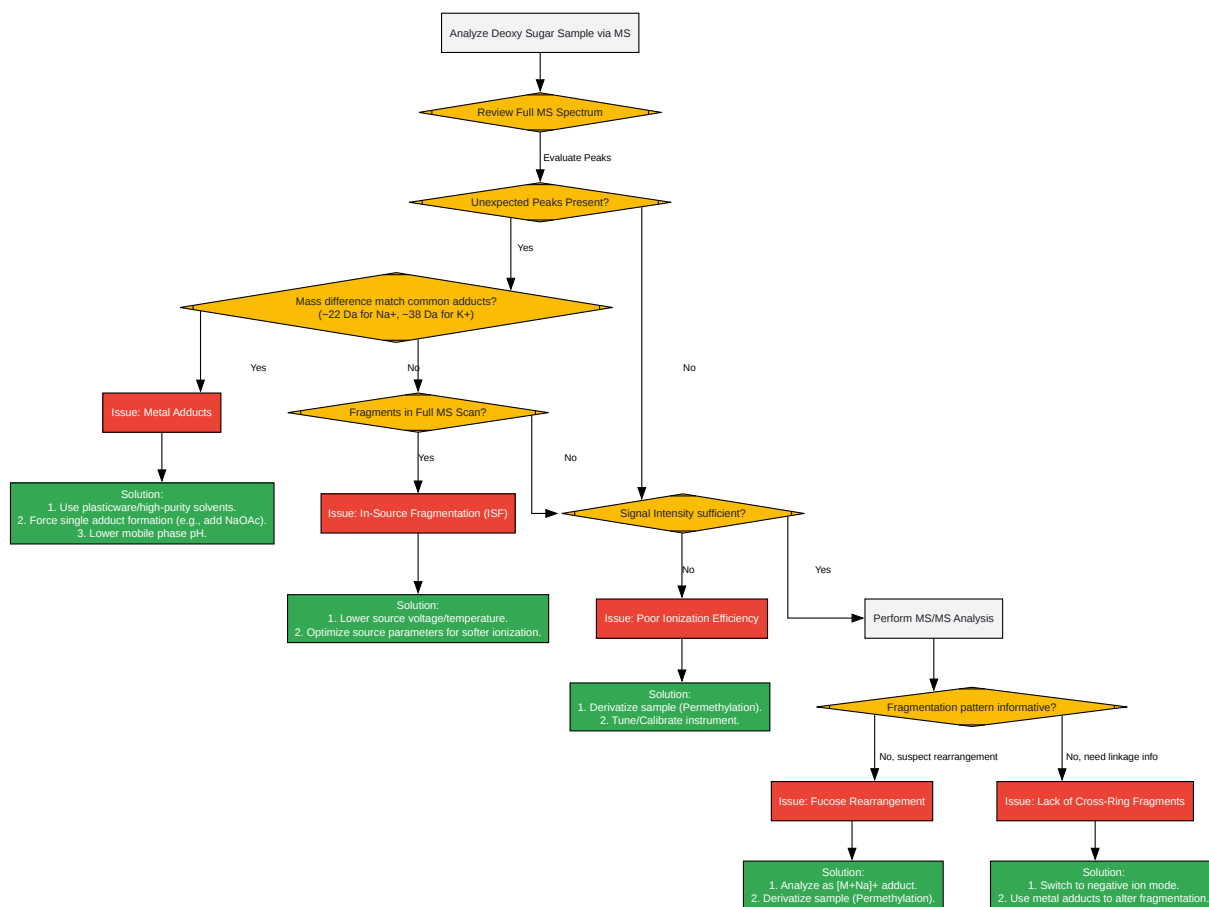 Analyze Deoxy Sugar Sample via MS
Review Full MS Spectrum
Evaluate Peaks
Unexpected Peaks Present?
Yes
Mass difference match common adducts?
(~22 Da for Na+, ~38 Da for K+)
Yes
No
No
Issue: Metal Adducts
Fragments in Full MS Scan?
Yes
No
Solution:
1. Use plasticware/high-purity solvents.
2. Force single adduct formation (e.g., add NaOAc).
3. Lower mobile phase pH.
Issue: In-Source Fragmentation (ISF)
Signal Intensity sufficient?
No
Yes
Solution:
1. Lower source voltage/temperature.
2. Optimize source parameters for softer ionization.
Issue: Poor Ionization Efficiency
Perform MS/MS Analysis
Solution:
1. Derivatize sample (Permethylation).
2. Tune/Calibrate instrument.
Fragmentation pattern informative?
No, suspect rearrangement
No, need linkage info
Issue: Fucose Rearrangement
Issue: Lack of Cross-Ring Fragments
Solution:
1. Analyze as [M+Na]+ adduct.
2. Derivatize sample (Permethylation).
Solution:
1. Switch to negative ion mode.
2. Use metal adducts to alter fragmentation.